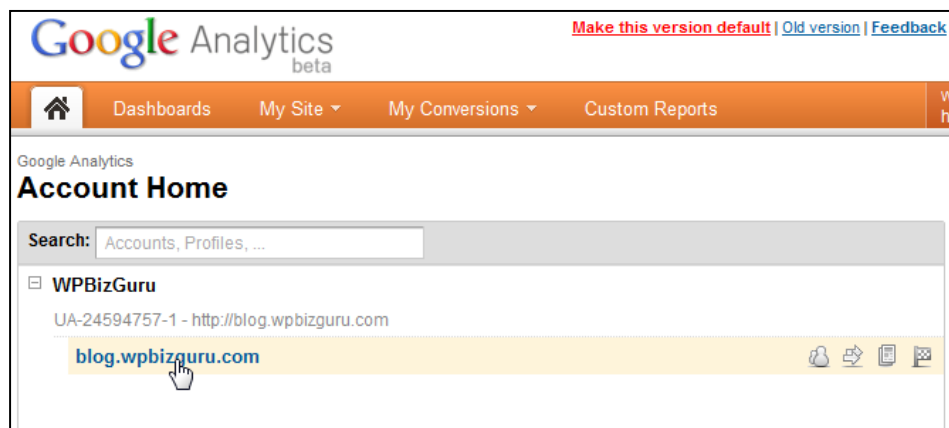 Google Analytics
beta
Make this version default | Old version | Feedback
Dashboards My Site My Conversions Custom Reports
Google Analytics
Account Home
Search: Accounts, Profiles, ...
WPBizGuru
UA-24594757-1 - http://blog.wpbizguru.com
blog.wpbizguru.com